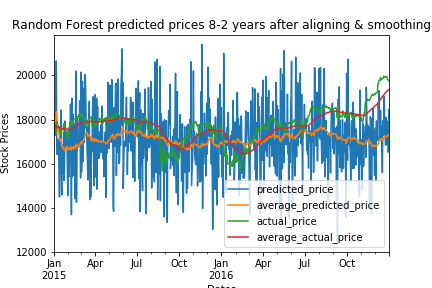 Random Forest predicted prices 8-2 years after aligning & smoothing
Stock Prices
20000
18000
16000
14000
12000
predicted_price
average_predicted_price
actual_price
average_actual_price
Jan Apr Jul Oct Jan Apr Jul Oct
2015 2016